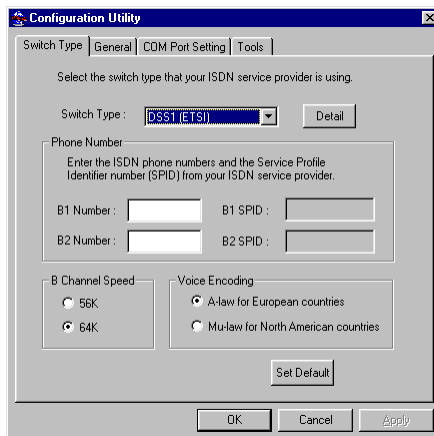 Configuration Utility
Switch Type General COM Port Setting Tools
Select the switch type that your ISDN service provider is using.
Switch Type : DSS1 (ETSI) Detail
Phone Number
Enter the ISDN phone numbers and the Service Profile
Identifier number (SPID) from your ISDN service provider.
B1 Number : B1 SPID :
B2 Number : B2 SPID :
B Channel Speed
56K
64K
Voice Encoding
A-law for European countries
Mu-law for North American countries
Set Default
OK Cancel Apply